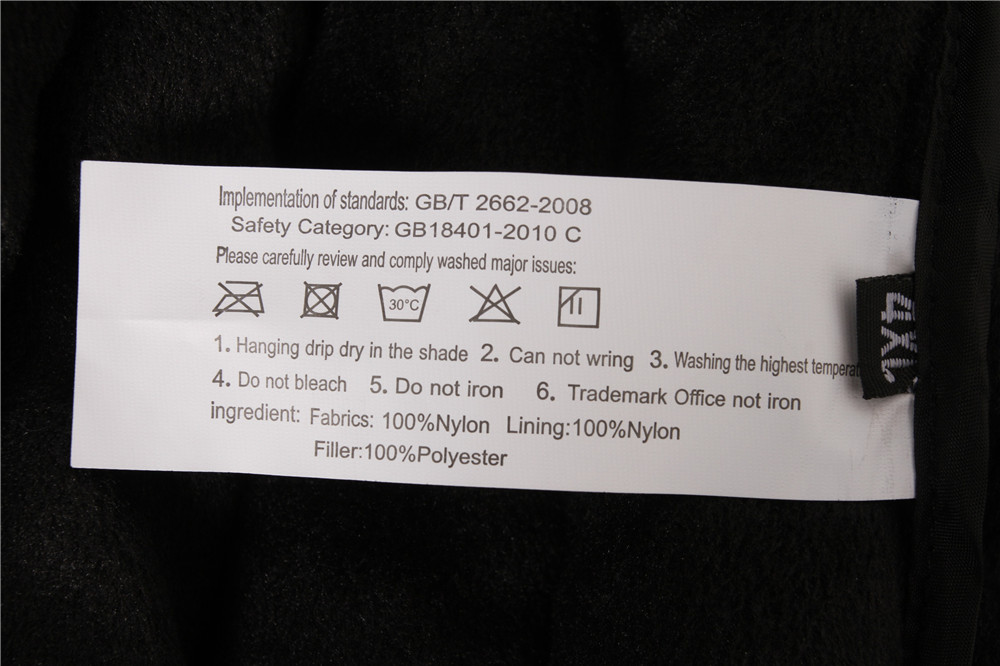 Implementation of standards: GB/T 2662-2008
Safety Category: GB18401-2010 C
Please carefully review and comply washed major issues:
30°C
1. Hanging drip dry in the shade 2. Can not wring 3. Washing the highest
4. Do not bleach 5. Do not iron 6. Trademark Office not iron
ingredient: Fabrics: 100%Nylon Lining:100%Nylon
Filler:100%Polyester
4XL